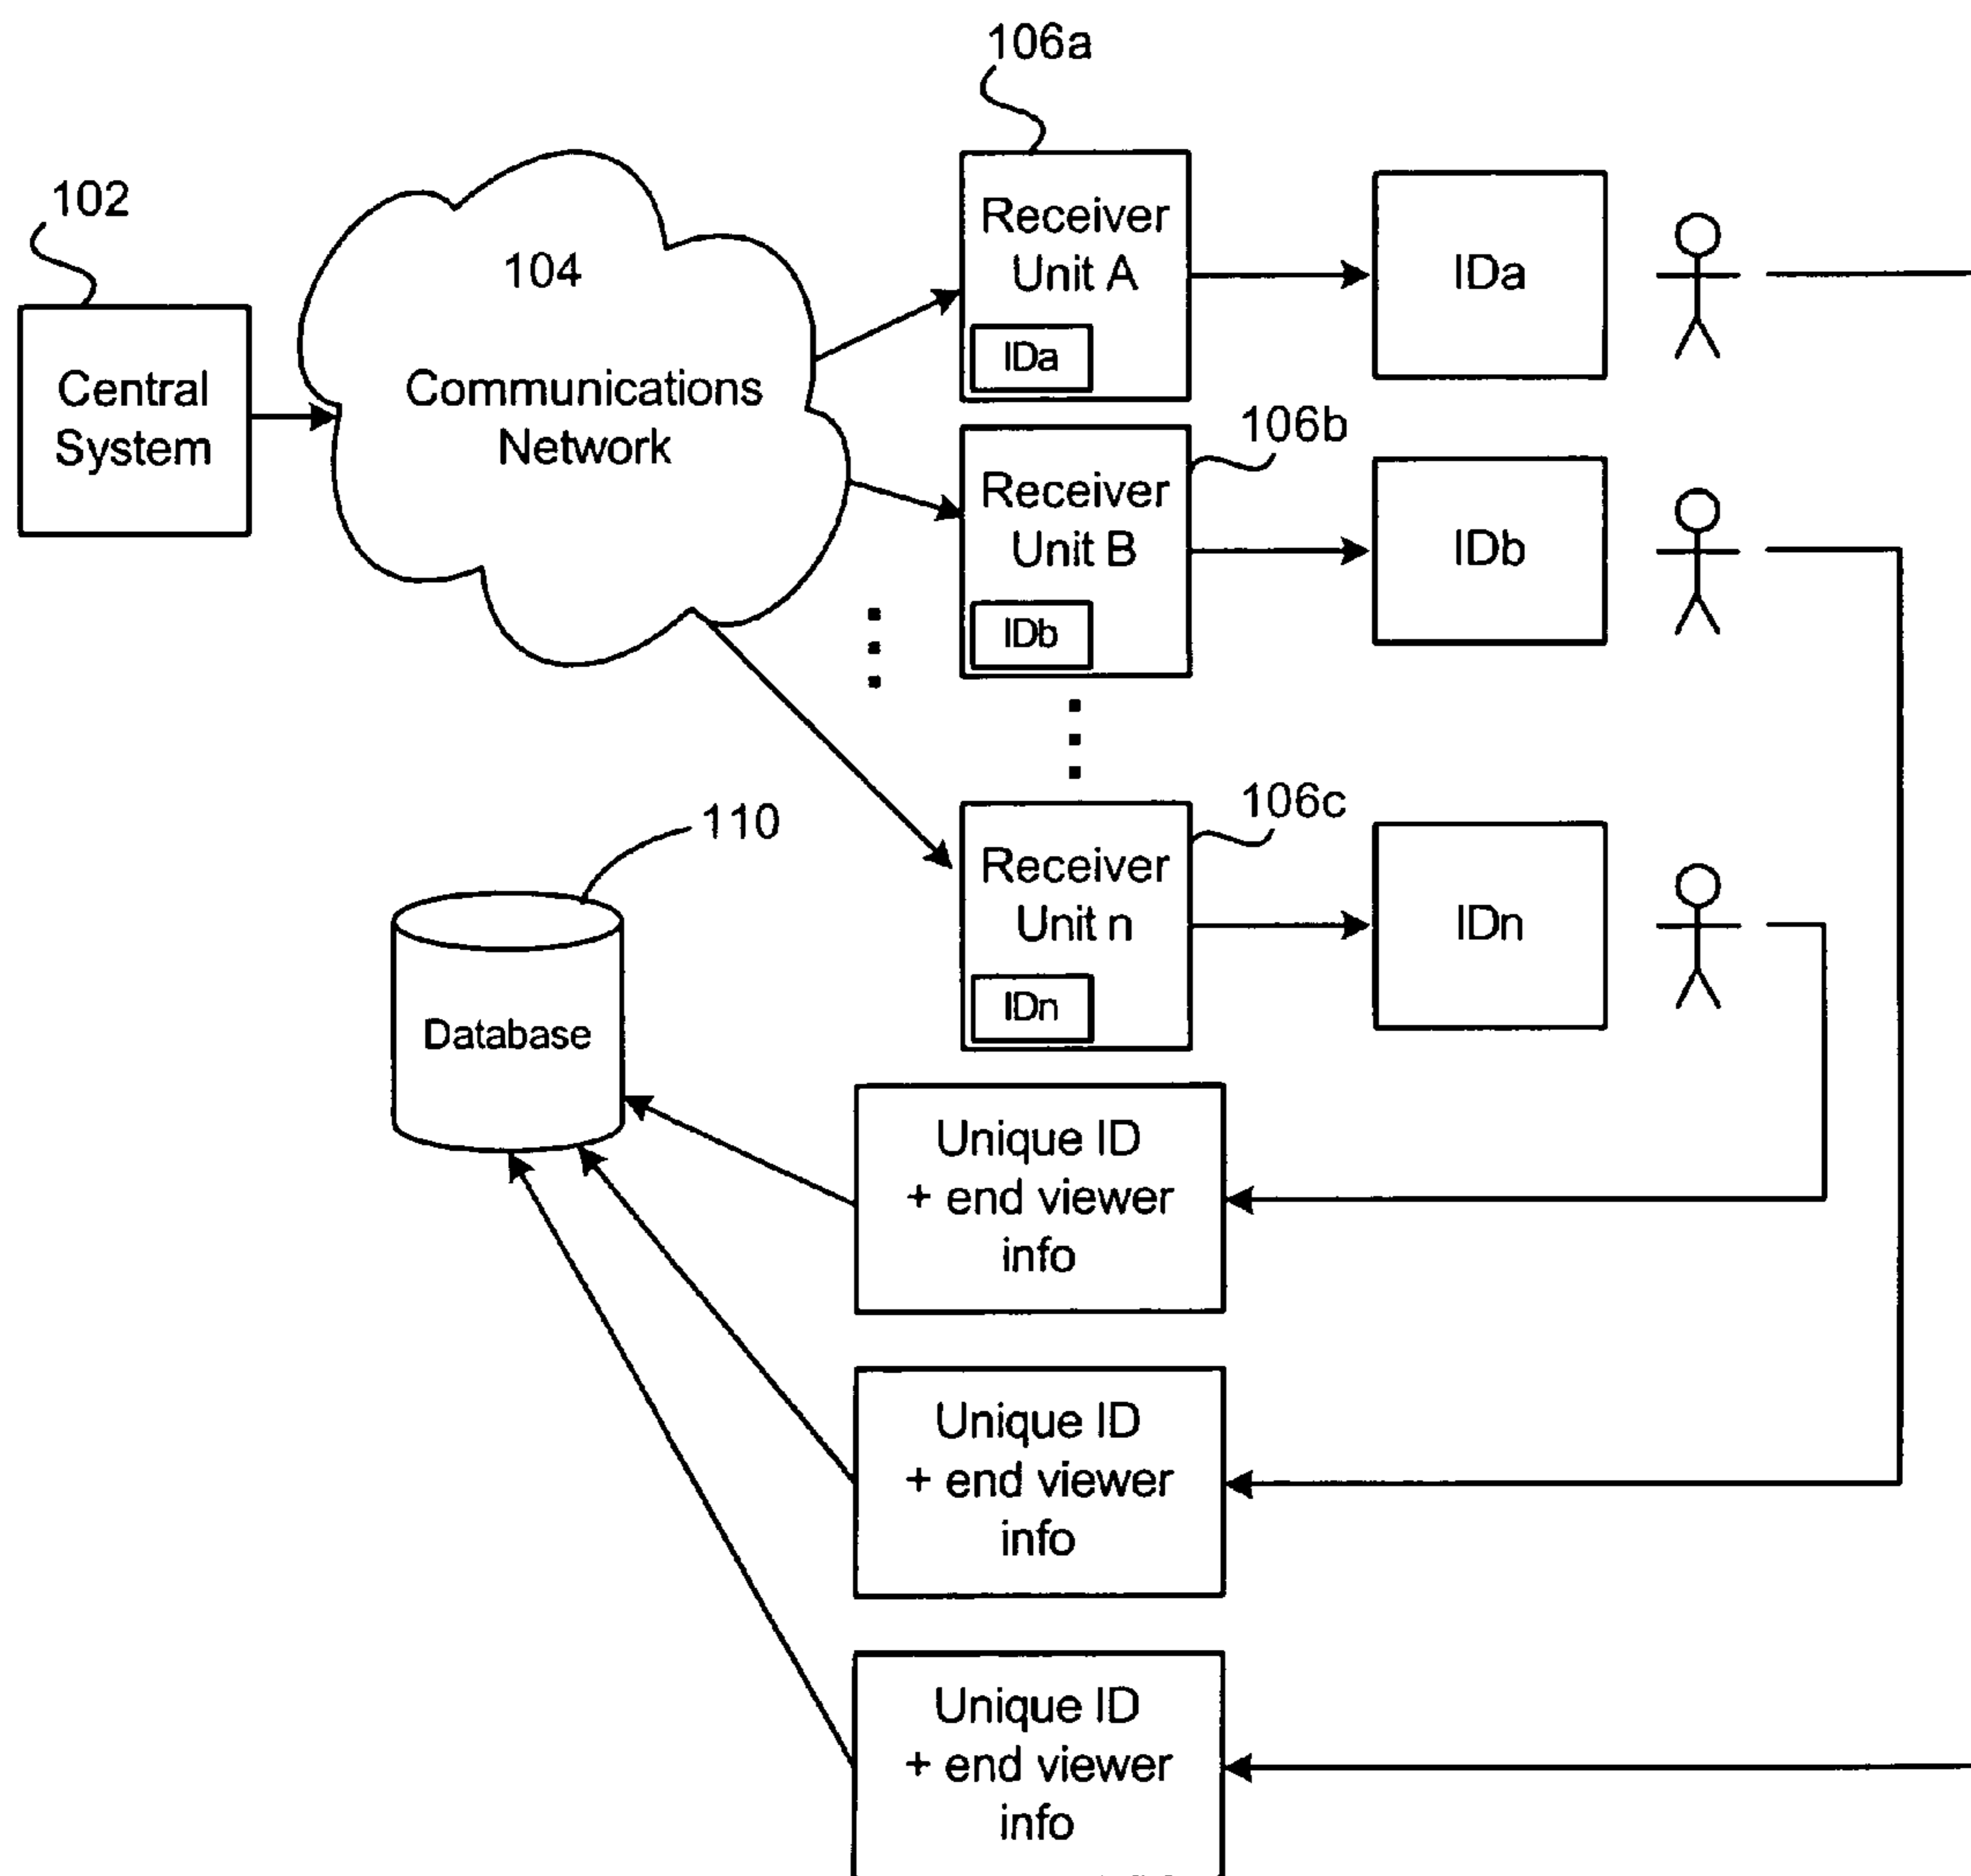 106a
102
104
Receiver
Unit A
IDa
IDa
Central
System
Communications
Network
106b
Receiver
Unit B
IDb
IDb
106c
Receiver
Unit n
IDn
IDn
110
Database
Unique ID
+ end viewer
info
Unique ID
+ end viewer
info
Unique ID
+ end viewer
info